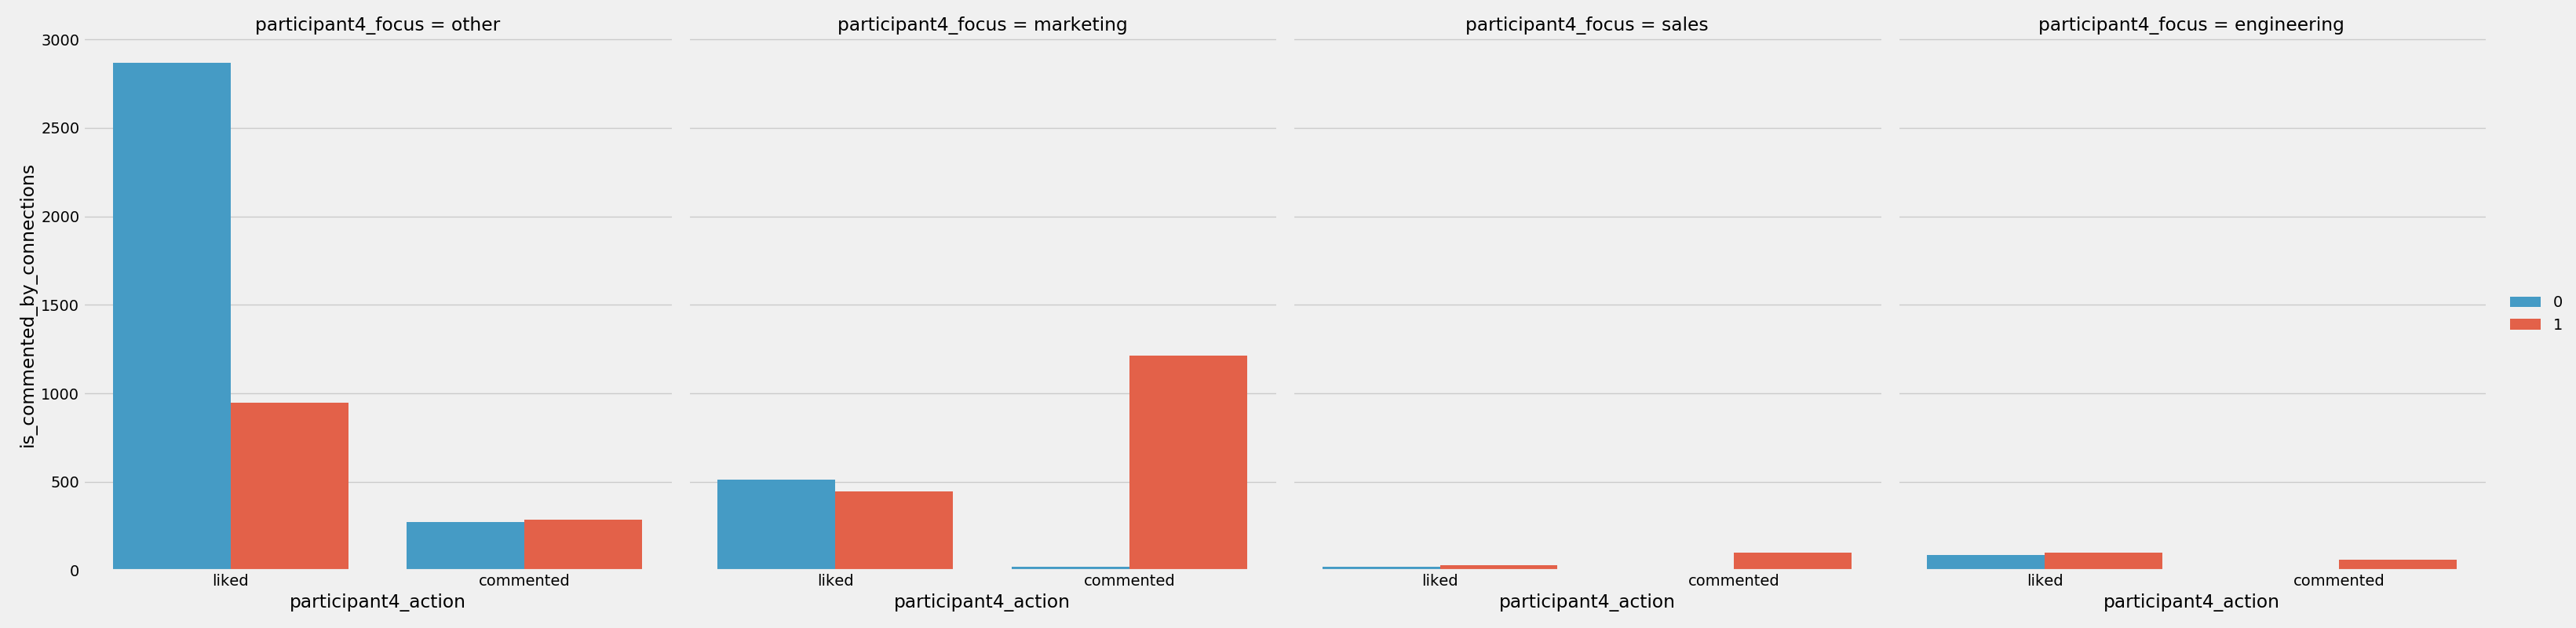 participant4_focus = other
participant4_focus = marketing
participant4_focus = sales
participant4_focus = engineering
3000
2500
2000
1500
1000
500
0
is_commented_by_connections
liked
commented
liked
commented
liked
commented
liked
commented
participant4_action
participant4_action
participant4_action
participant4_action
0
1